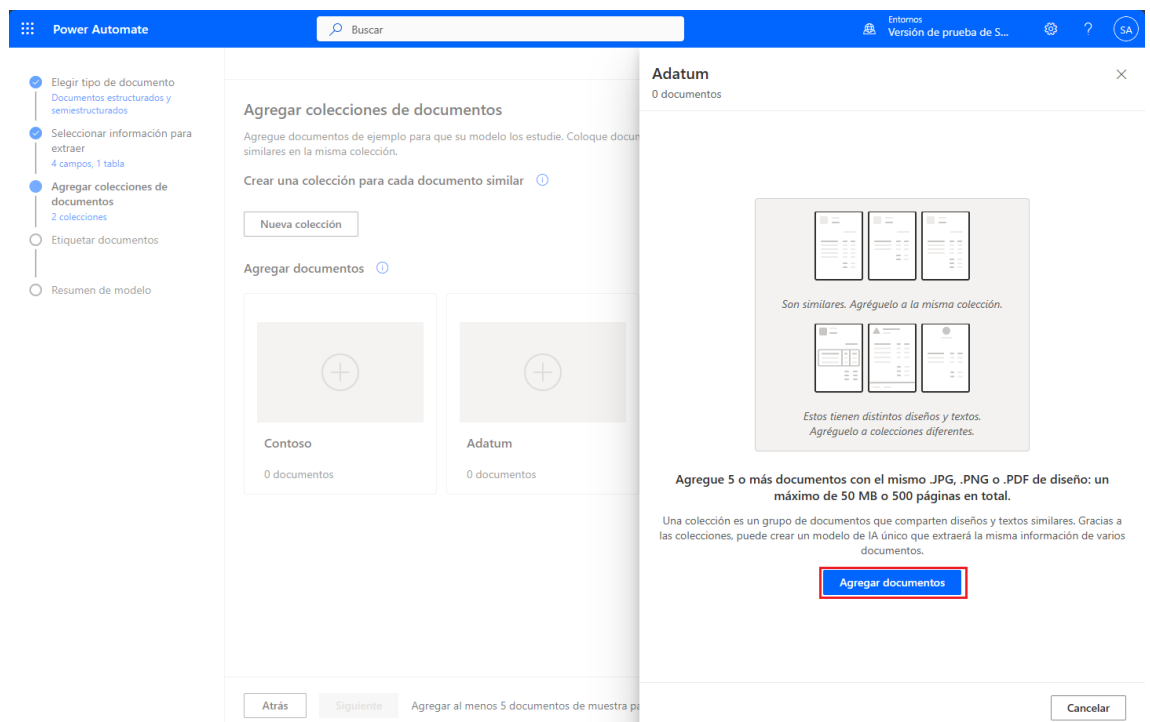 Power Automate
Buscar
Entornos
Versión de prueba de S...
?
SA
Elegir tipo de documento
Documentos estructurados y
semiestructurados
Seleccionar información para
extraer
4 campos, 1 tabla
Agregar colecciones de
documentos
2 colecciones
Etiquetar documentos
Resumen de modelo
Agregar colecciones de documentos
Agregue documentos de ejemplo para que su modelo los estudie. Coloque docum
similares en la misma colección.
Crear una colección para cada documento similar
Nueva colección
Agregar documentos
Contoso
0 documentos
Adatum
0 documentos
Atrás
Siguiente
Agregar al menos 5 documentos de muestra pa
Adatum
0 documentos
Son similares. Agréguelo a la misma colección.
Estos tienen distintos diseños y textos.
Agréguelo a colecciones diferentes.
Agregue 5 o más documentos con el mismo .JPG, .PNG o .PDF de diseño: un
máximo de 50 MB o 500 páginas en total.
Una colección es un grupo de documentos que comparten diseños y textos similares. Gracias a
las colecciones, puede crear un modelo de IA único que extraerá la misma información de varios
documentos.
Agregar documentos
Cancelar